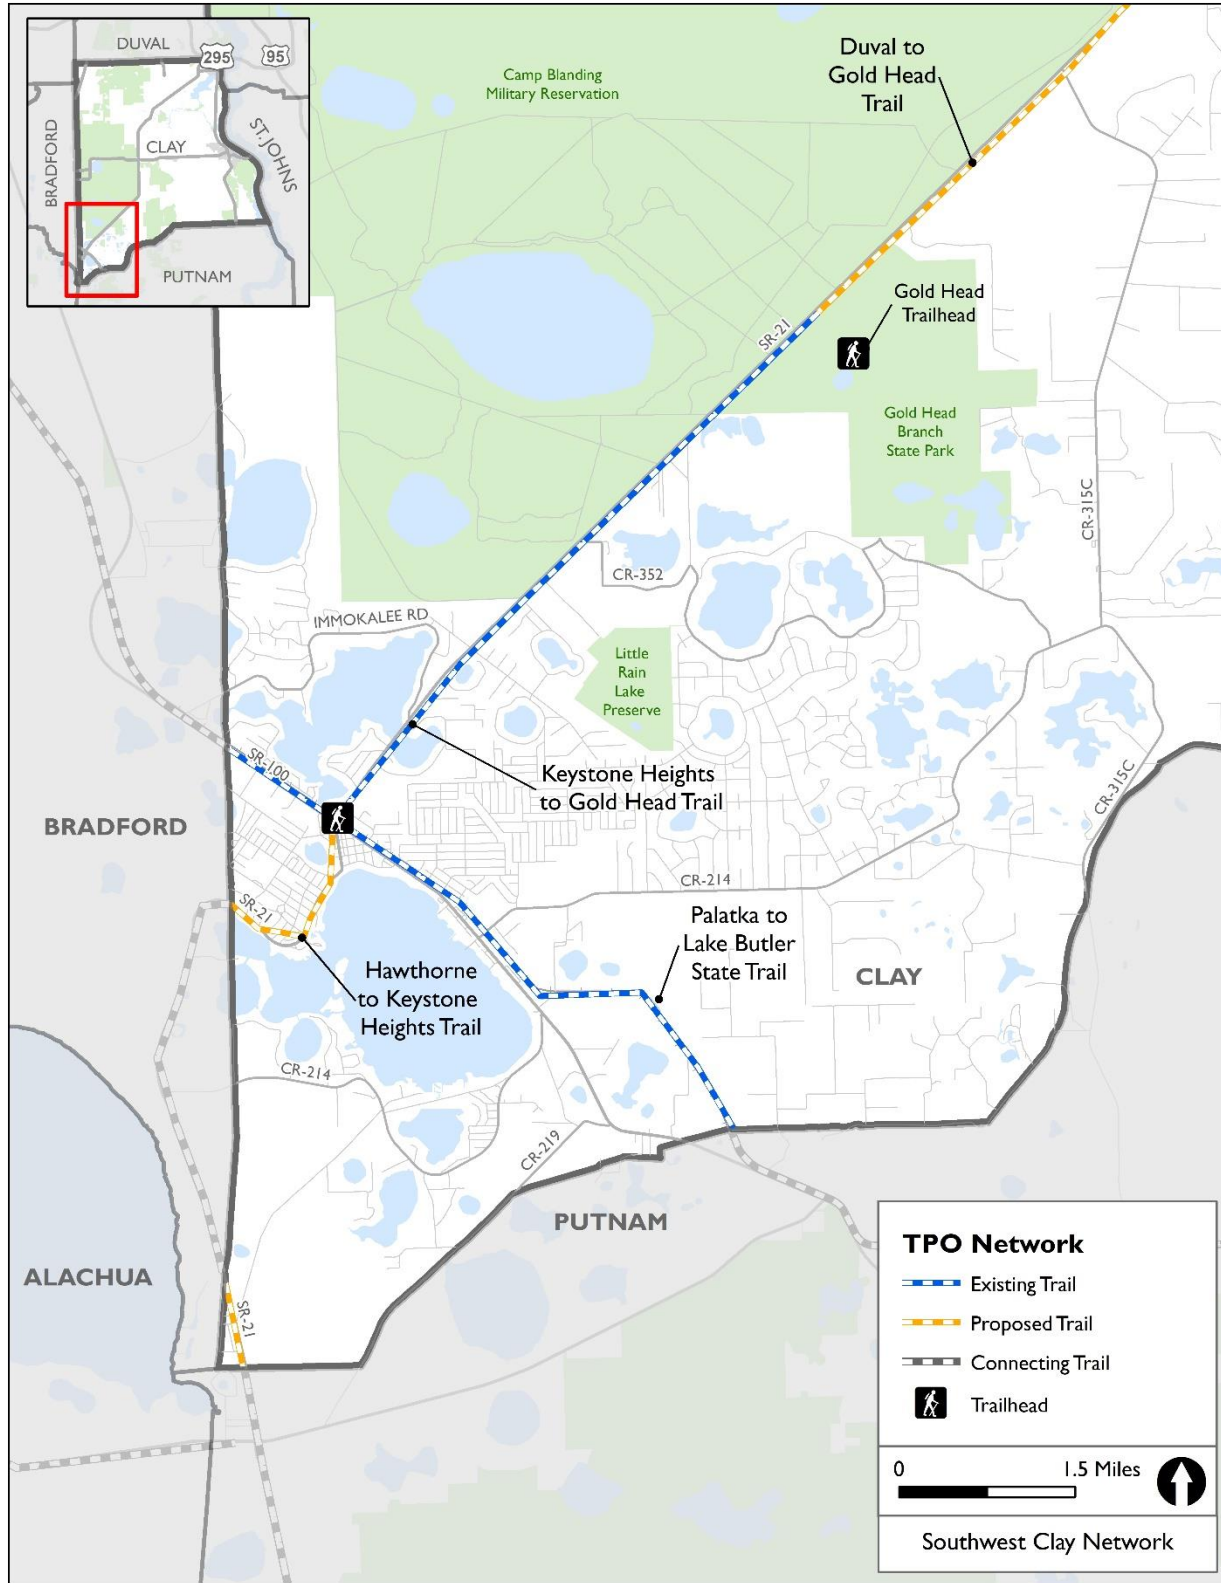 DUVAL
295
95
BRADFORD
CLAY
ST. JOHNS
PUTNAM
Camp Blanding
Military Reservation
Duval to
Gold Head
Trail
Gold Head
Trailhead
SR-21
Gold Head
Branch
State Park
CR-315C
CR-352
IMMOKALEE RD
Little
Rain
Lake
Preserve
SR-100
Keystone Heights
to Gold Head Trail
CR-315C
BRADFORD
CR-214
SR-21
Palatka to
Lake Butler
State Trail
CLAY
Hawthorne
to Keystone
Heights Trail
CR-214
CR-219
PUTNAM
ALACHUA
SR-21
TPO Network
Existing Trail
Proposed Trail
Connecting Trail
Trailhead
0 1.5 Miles
Southwest Clay Network